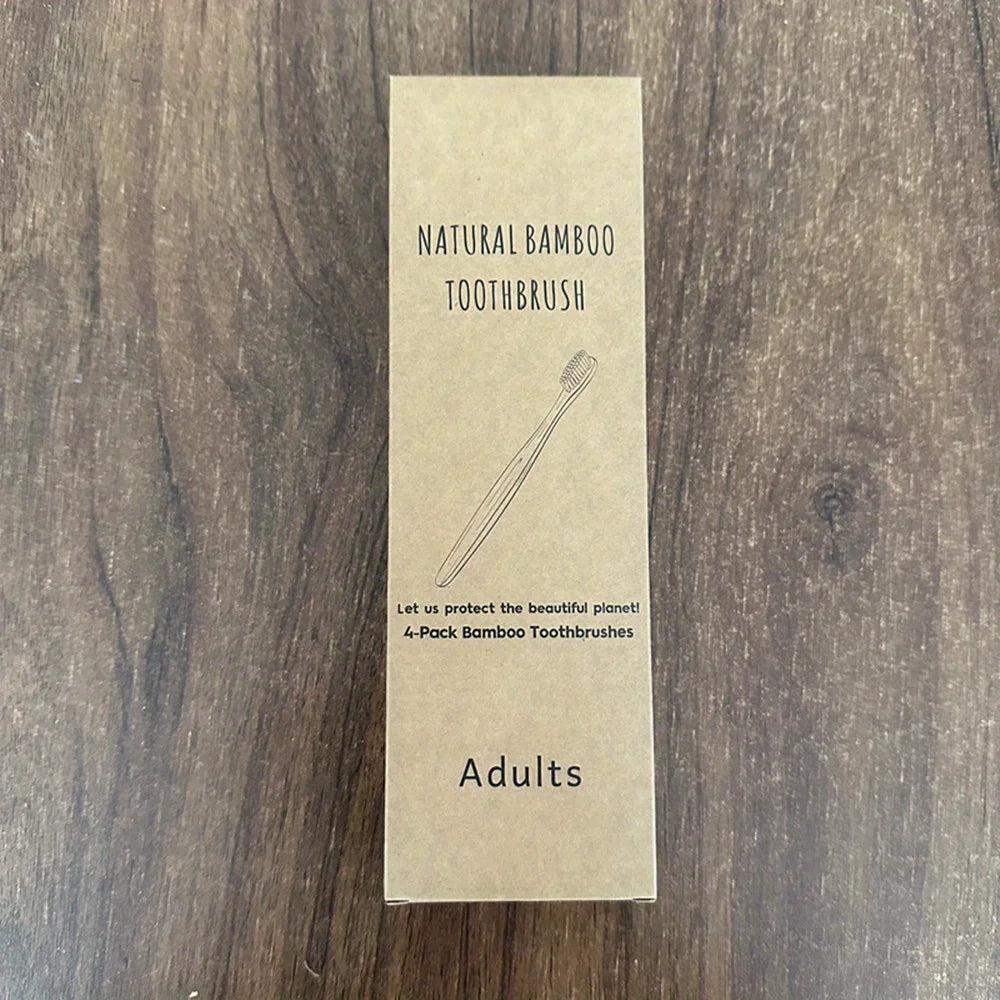 NATURAL BAMBOO
TOOTHBRUSH
Let us protect the beautiful planet!
4-Pack Bamboo Toothbrushes
Adults